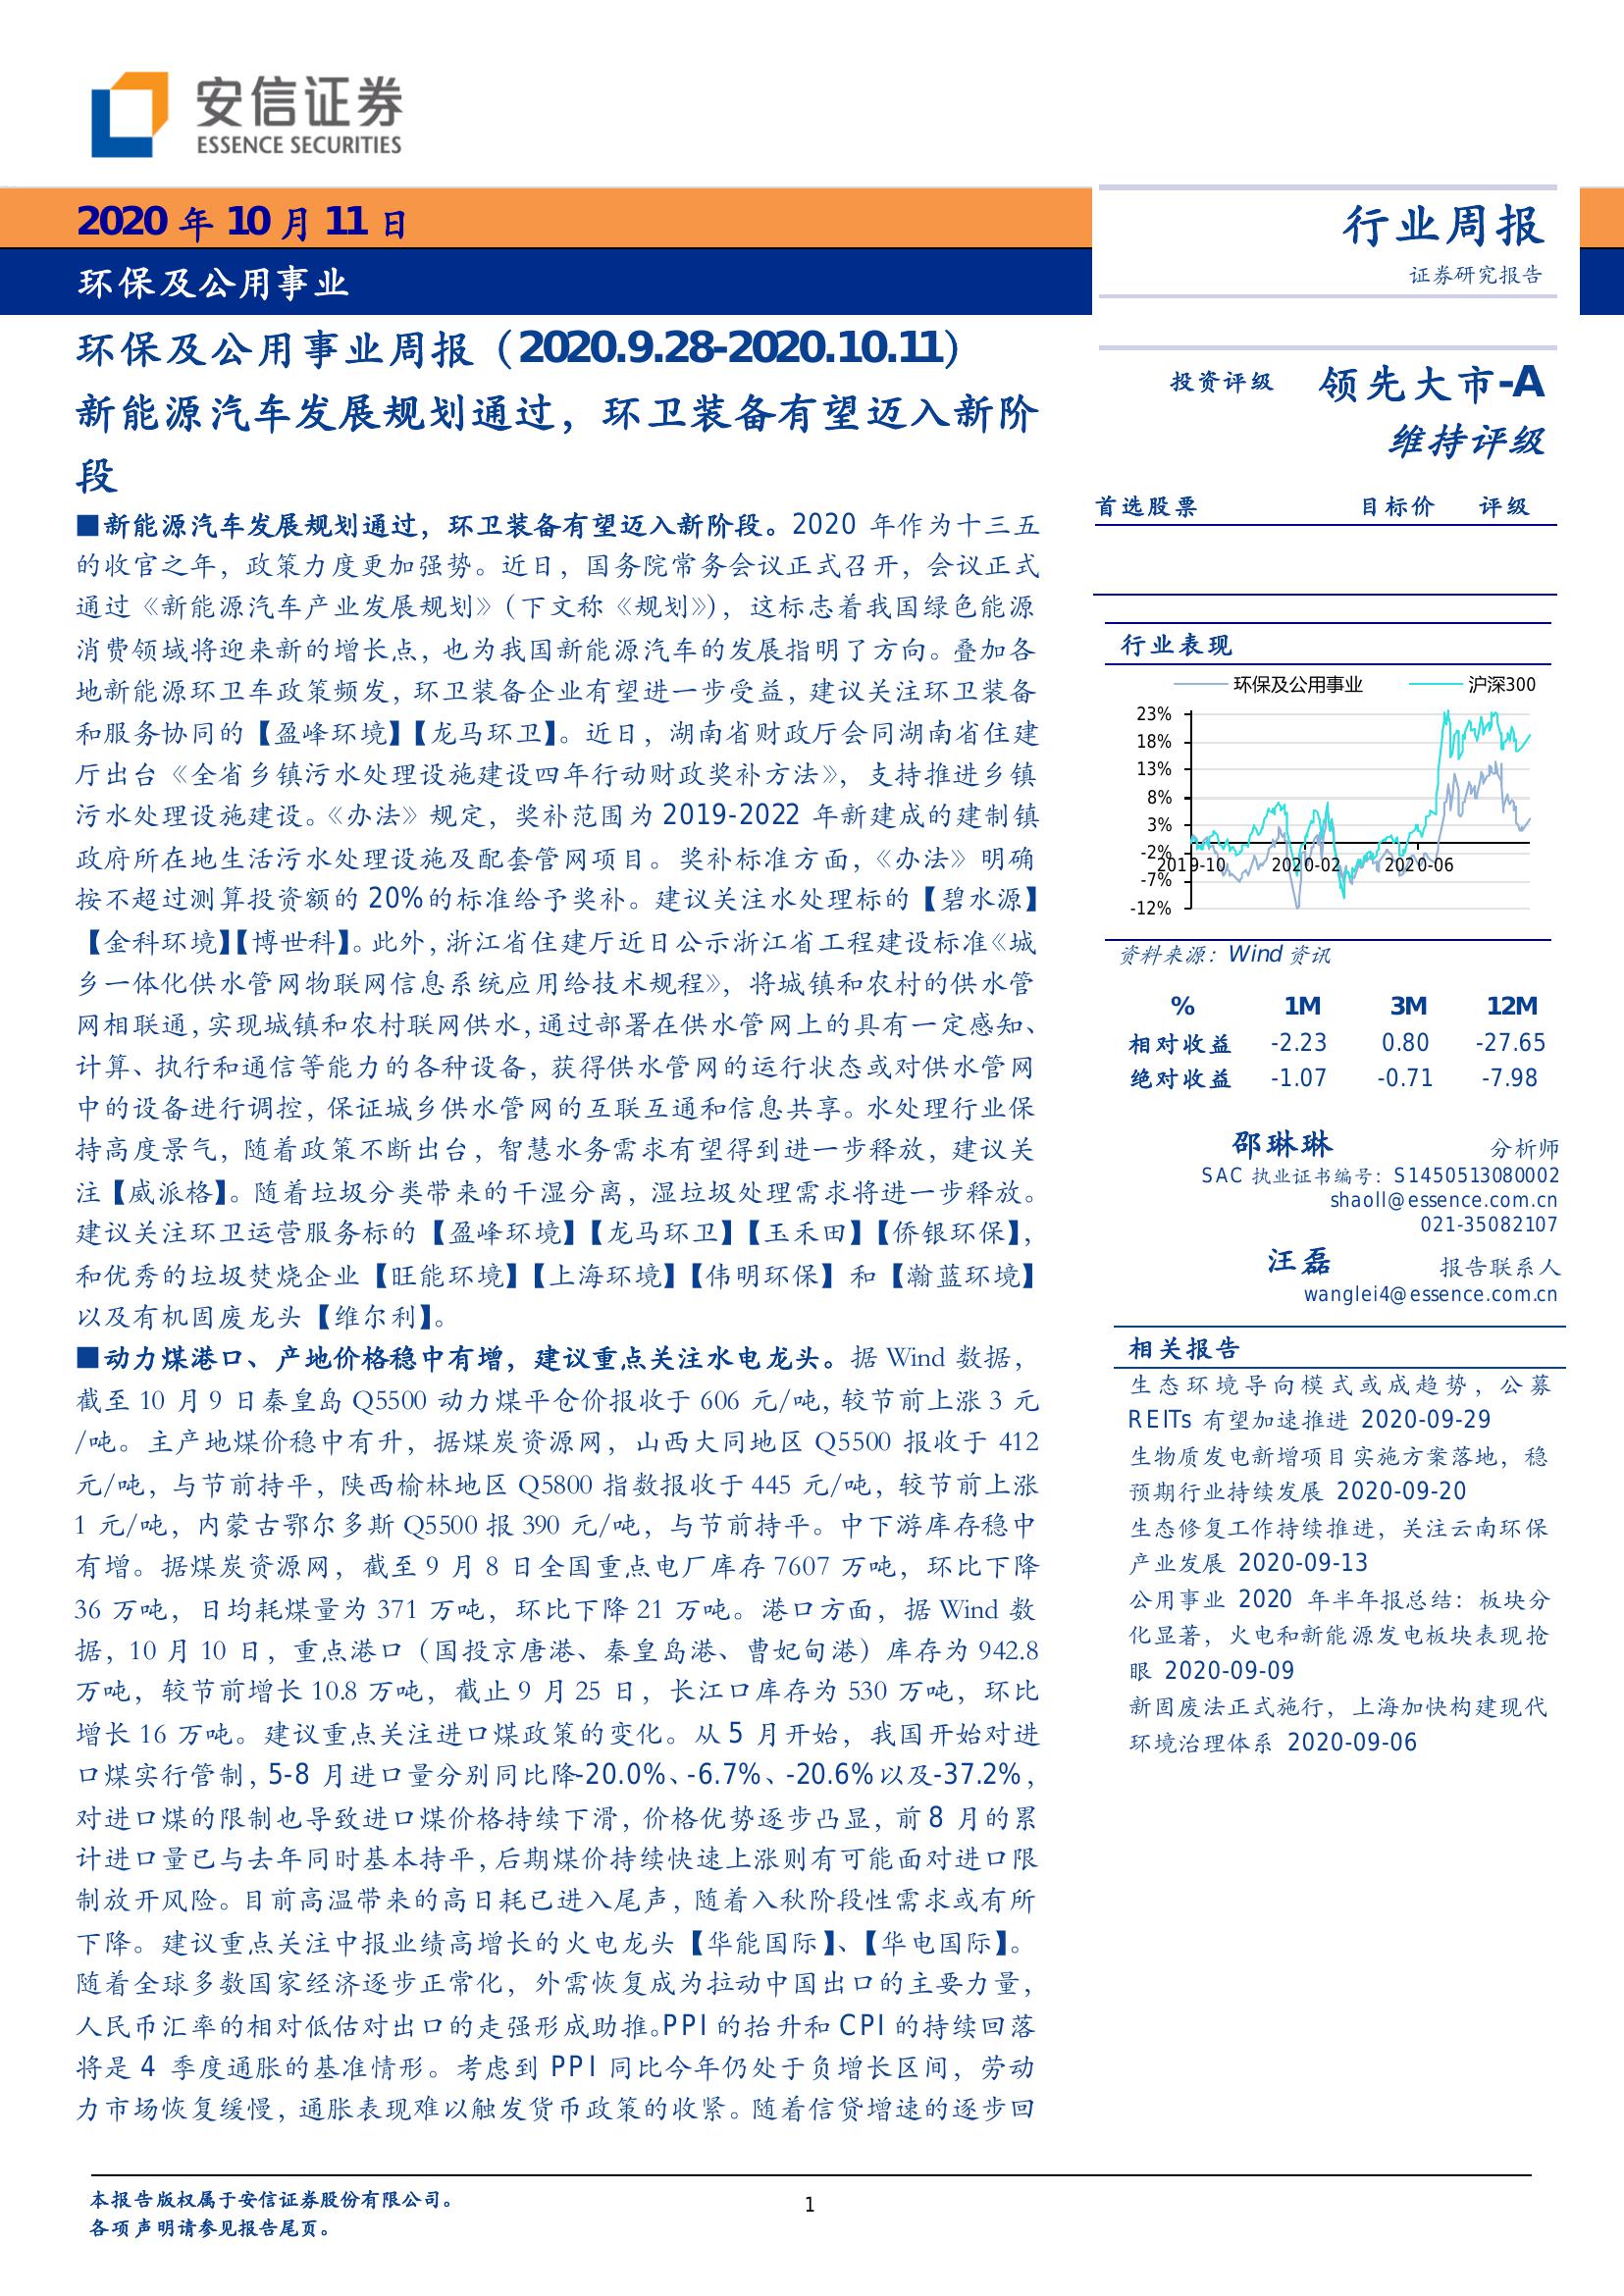 安信证券
ESSENCE SECURITIES
2020 年 10 月 11 日
环保及公用事业
环保及公用事业周报（2020.9.28-2020.10.11）
新能源汽车发展规划通过，环卫装备有望迈入新阶
段
■新能源汽车发展规划通过，环卫装备有望迈入新阶段。2020 年作为十三五
的收官之年，政策力度更加强势。近日，国务院常务会议正式召开，会议正式
通过《新能源汽车产业发展规划》（下文称《规划》），这标志着我国绿色能源
消费领域将迎来新的增长点，也为我国新能源汽车的发展指明了方向。叠加各
地新能源环卫车政策频发，环卫装备企业有望进一步受益，建议关注环卫装备
和服务协同的【盈峰环境】【龙马环卫】。近日，湖南省财政厅会同湖南省住建
厅出台《全省乡镇污水处理设施建设四年行动财政奖补方法》，支持推进乡镇
污水处理设施建设。《办法》规定，奖补范围为 2019-2022 年新建成的建制镇
政府所在地生活污水处理设施及配套管网项目。奖补标准方面，《办法》明确
按不超过测算投资额的 20%的标准给予奖补。建议关注水处理标的【碧水源】
【金科环境】【博世科】。此外，浙江省住建厅近日公示浙江省工程建设标准《城
乡一体化供水管网物联网信息系统应用给技术规程》，将城镇和农村的供水管
网相联通，实现城镇和农村联网供水，通过部署在供水管网上的具有一定感知、
计算、执行和通信等能力的各种设备，获得供水管网的运行状态或对供水管网
中的设备进行调控，保证城乡供水管网的互联互通和信息共享。水处理行业保
持高度景气，随着政策不断出台，智慧水务需求有望得到进一步释放，建议关
注【威派格】。随着垃圾分类带来的干湿分离，湿垃圾处理需求将进一步释放。
建议关注环卫运营服务标的【盈峰环境】【龙马环卫】【玉禾田】【侨银环保】，
和优秀的垃圾焚烧企业【旺能环境】【上海环境】【伟明环保】和【瀚蓝环境】
以及有机固废龙头【维尔利】。
■动力煤港口、产地价格稳中有增，建议重点关注水电龙头。据 Wind 数据，
截至 10 月 9 日秦皇岛 Q5500 动力煤平仓价报收于 606 元/吨，较节前上涨 3 元
/吨。主产地煤价稳中有升，据煤炭资源网，山西大同地区 Q5500 报收于 412
元/吨，与节前持平，陕西榆林地区 Q5800 指数报收于 445 元/吨，较节前上涨
1 元/吨，内蒙古鄂尔多斯 Q5500 报 390 元/吨，与节前持平。中下游库存稳中
有增。据煤炭资源网，截至 9 月 8 日全国重点电厂库存 7607 万吨，环比下降
36 万吨，日均耗煤量为 371 万吨，环比下降 21 万吨。港口方面，据 Wind 数
据，10 月 10 日，重点港口（国投京唐港、秦皇岛港、曹妃甸港）库存为 942.8
万吨，较节前增长 10.8 万吨，截止 9 月 25 日，长江口库存为 530 万吨，环比
增长 16 万吨。建议重点关注进口煤政策的变化。从 5 月开始，我国开始对进
口煤实行管制，5-8 月进口量分别同比降-20.0%、-6.7%、-20.6%以及-37.2%，
对进口煤的限制也导致进口煤价格持续下滑，价格优势逐步凸显，前 8 月的累
计进口量已与去年同时基本持平，后期煤价持续快速上涨则有可能面对进口限
制放开风险。目前高温带来的高日耗已进入尾声，随着入秋阶段性需求或有所
下降。建议重点关注中报业绩高增长的火电龙头【华能国际】、【华电国际】。
随着全球多数国家经济逐步正常化，外需恢复成为拉动中国出口的主要力量，
人民币汇率的相对低估对出口的走强形成助推。PPI 的抬升和 CPI 的持续回落
将是 4 季度通胀的基准情形。考虑到 PPI 同比今年仍处于负增长区间，劳动
力市场恢复缓慢，通胀表现难以触发货币政策的收紧。随着信贷增速的逐步回
行业周报
证券研究报告
投资评级 领先大市-A
维持评级
首选股票 目标价 评级
行业表现
环保及公用事业 沪深300
23%
18%
13%
8%
3%
-2%
2019-10 2020-02 2020-06
-7%
-12%
资料来源：Wind 资讯
% 1M 3M 12M
相对收益 -2.23 0.80 -27.65
绝对收益 -1.07 -0.71 -7.98
邵琳琳 分析师
SAC 执业证书编号：S1450513080002
shaoll@essence.com.cn
021-35082107
汪磊 报告联系人
wanglei4@essence.com.cn
相关报告
生态环境导向模式或成趋势，公募
REITs 有望加速推进 2020-09-29
生物质发电新增项目实施方案落地，稳
预期行业持续发展 2020-09-20
生态修复工作持续推进，关注云南环保
产业发展 2020-09-13
公用事业 2020 年半年报总结：板块分
化显著，火电和新能源发电板块表现抢
眼 2020-09-09
新固废法正式施行，上海加快构建现代
环境治理体系 2020-09-06
本报告版权属于安信证券股份有限公司。
各项声明请参见报告尾页。
1